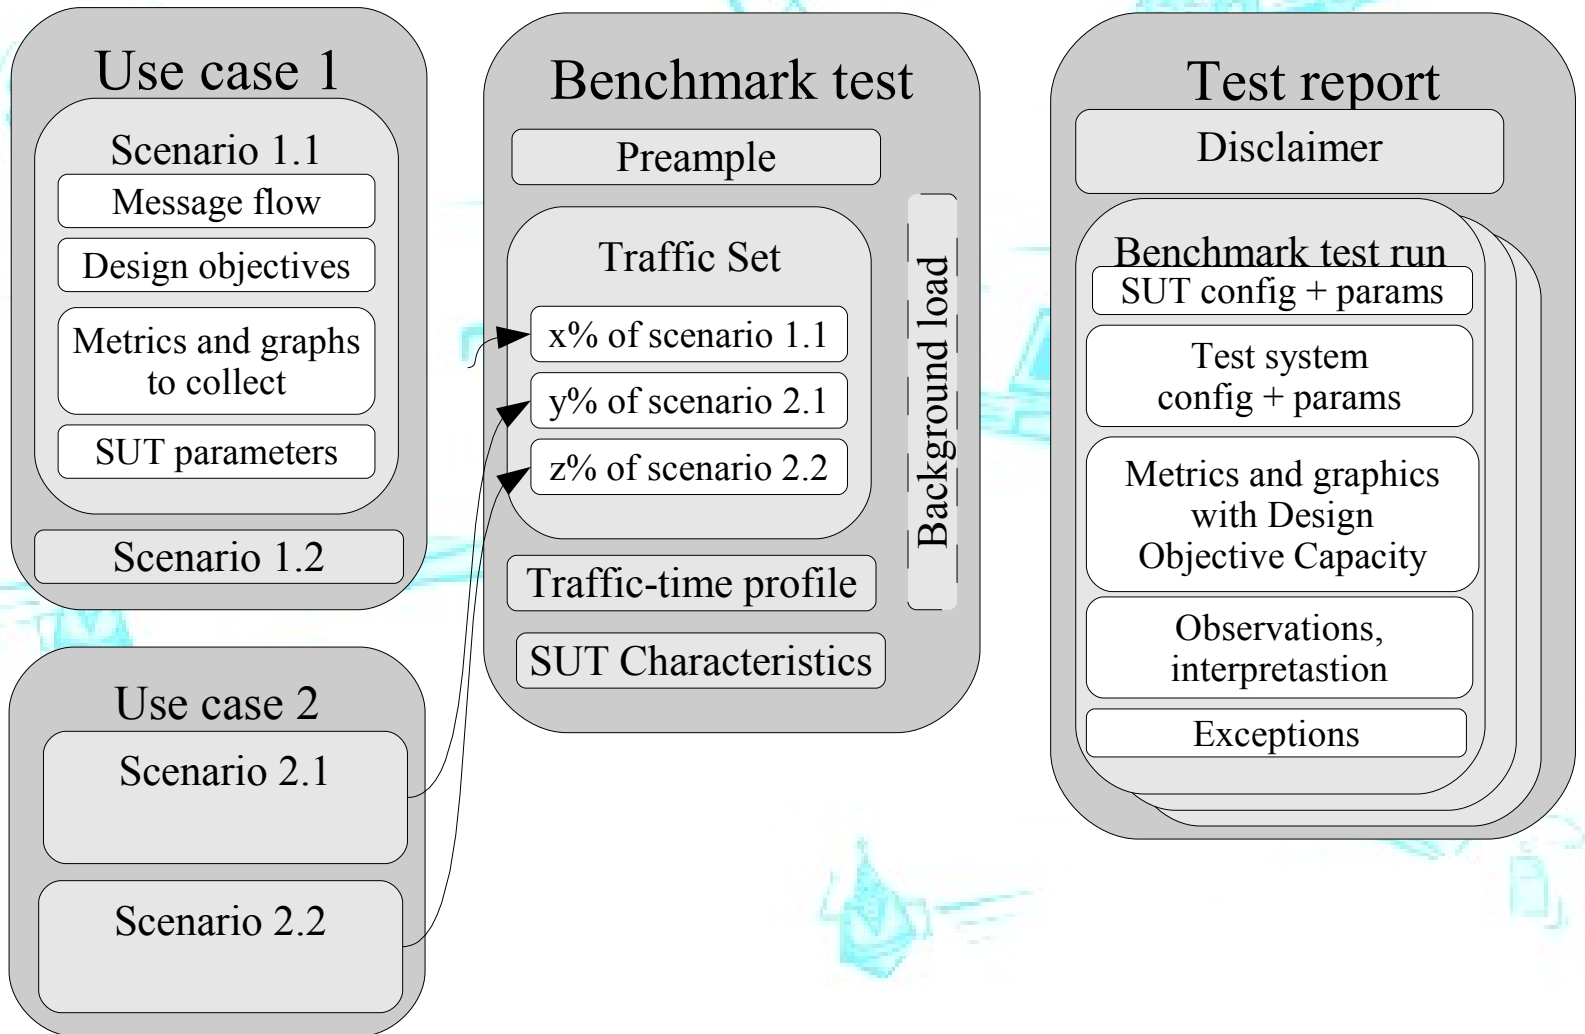 Use case 1
Scenario 1.1
Message flow
Design objectives
Metrics and graphs
to collect
SUT parameters
Scenario 1.2
Use case 2
Scenario 2.1
Scenario 2.2
Benchmark test
Preample
Traffic Set
x% of scenario 1.1
y% of scenario 2.1
z% of scenario 2.2
Traffic-time profile
SUT Characteristics
Background load
Test report
Disclaimer
Benchmark test run
SUT config + params
Test system
config + params
Metrics and graphics
with Design
Objective Capacity
Observations,
interpretastion
Exceptions